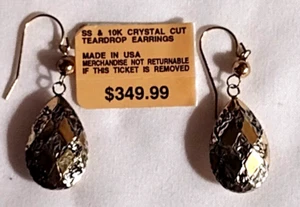 SS & 10K CRYSTAL CUT
TEARDROP EARRINGS
MADE IN USA
MERCHANDISE NOT RETURNABLE
IF THIS TICKET IS REMOVED
$349.99